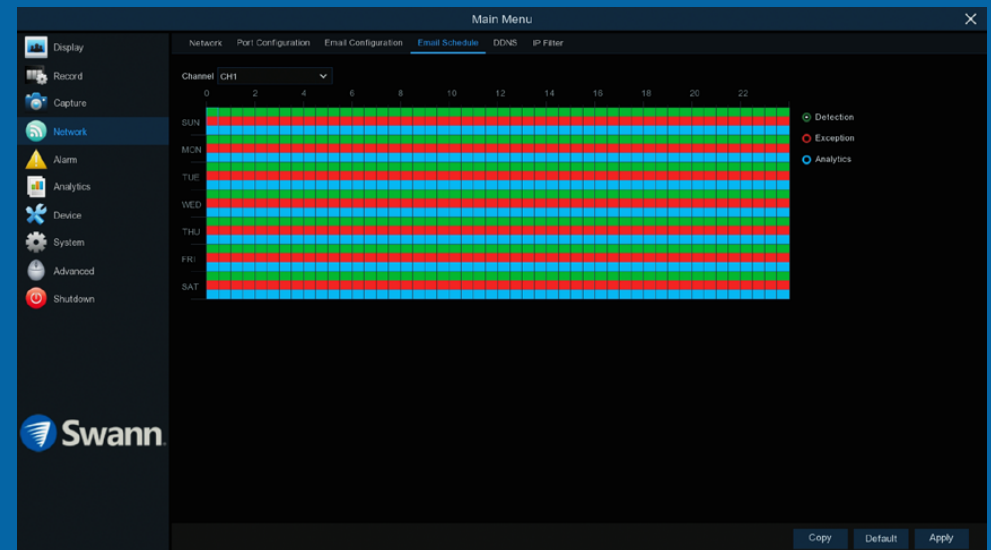 Main Menu
Display
Record
Capture
Network
Alarm
Analytics
Device
System
Advanced
Shutdown
Swann
Network Port Configuration Email Configuration Email Schedule DDNS IP Filter
Channel CH1
0 2 4 6 8 10 12 14 16 18 20 22
SUN
MON
TUE
WED
THU
FRI
SAT
Detection
Exception
Analytics
Copy Default Apply